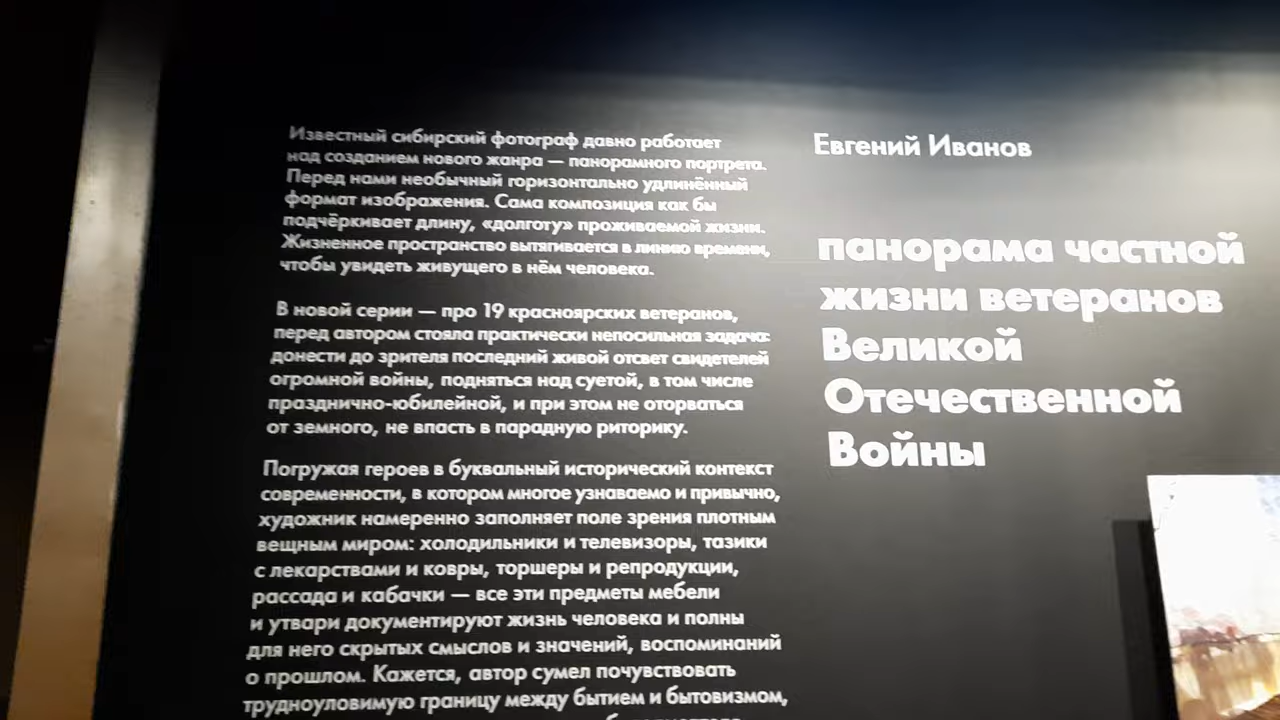 Известный сибирский фотограф давно работает
над созданием нового жанра — панорамного портрета.
Перед нами необычный горизонтально удлинённый
формат изображения. Сама композиция как бы
подчёркивает длину, «долготу» проживаемой жизни.
Жизненное пространство вытягивается в линию времени,
чтобы увидеть живущего в нём человека.
В новой серии — про 19 красноярских ветеранов,
перед автором стояла практически непосильная задача:
донести до зрителя последний живой отсвет свидетелей
огромной войны, подняться над суетой, в том числе
празднично-юбилейной, и при этом не оторваться
от земного, не впасть в парадную риторику.
Погружая героев в буквальный исторический контекст
современности, в котором многое узнаваемо и привычно,
художник намеренно заполняет поле зрения плотным
вещным миром: холодильники и телевизоры, тазики
с лекарствами и ковры, торшеры и репродукции,
рассада и кабачки — все эти предметы мебели
и утвари документируют жизнь человека и полны
для него скрытых смыслов и значений, воспоминаний
о прошлом. Кажется, автор сумел почувствовать
трудноуловимую границу между бытием и бытовизмом,
Евгений Иванов
панорама частной
жизни ветеранов
Великой
Отечественной
Войны